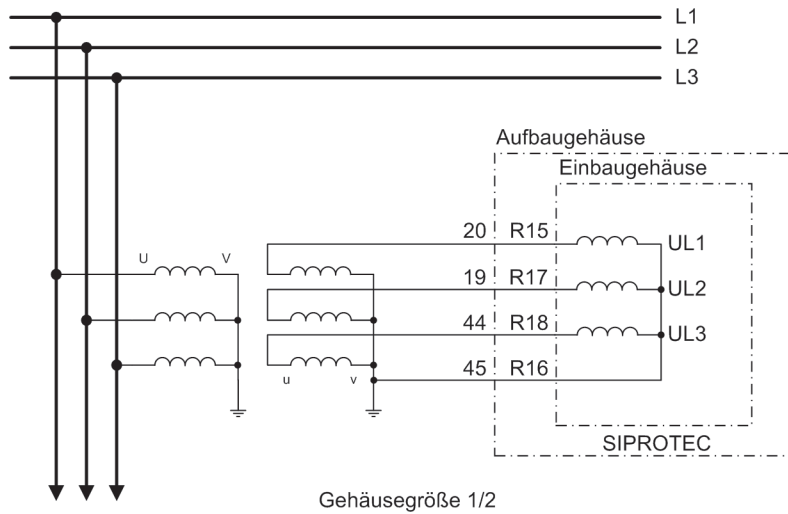 L1
L2
L3
Aufbaugehäuse
Einbaugehäuse
20 R15 UL1
U V
19 R17 UL2
44 R18 UL3
45 R16
u v
SIPROTEC
Gehäusegröße 1/2